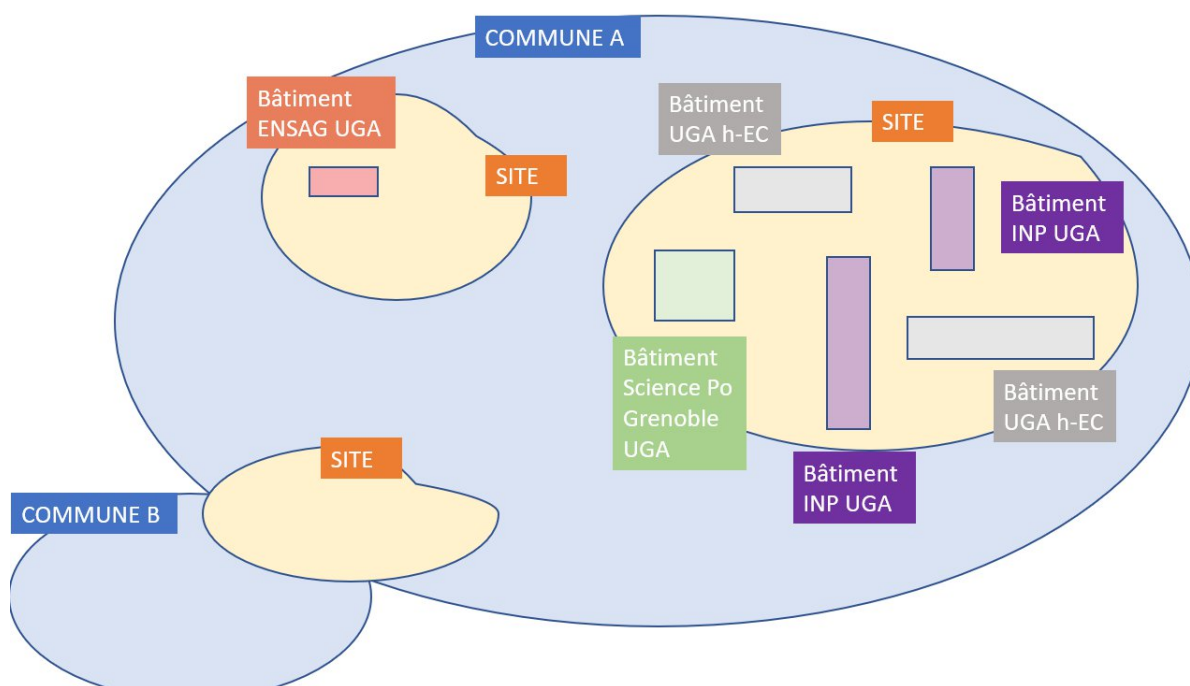 COMMUNE A
Bâtiment
ENSAG UGA
SITE
Bâtiment
UGA h-EC
SITE
Bâtiment
INP UGA
Bâtiment
Science Po
Grenoble
UGA
Bâtiment
UGA h-EC
Bâtiment
INP UGA
SITE
COMMUNE B